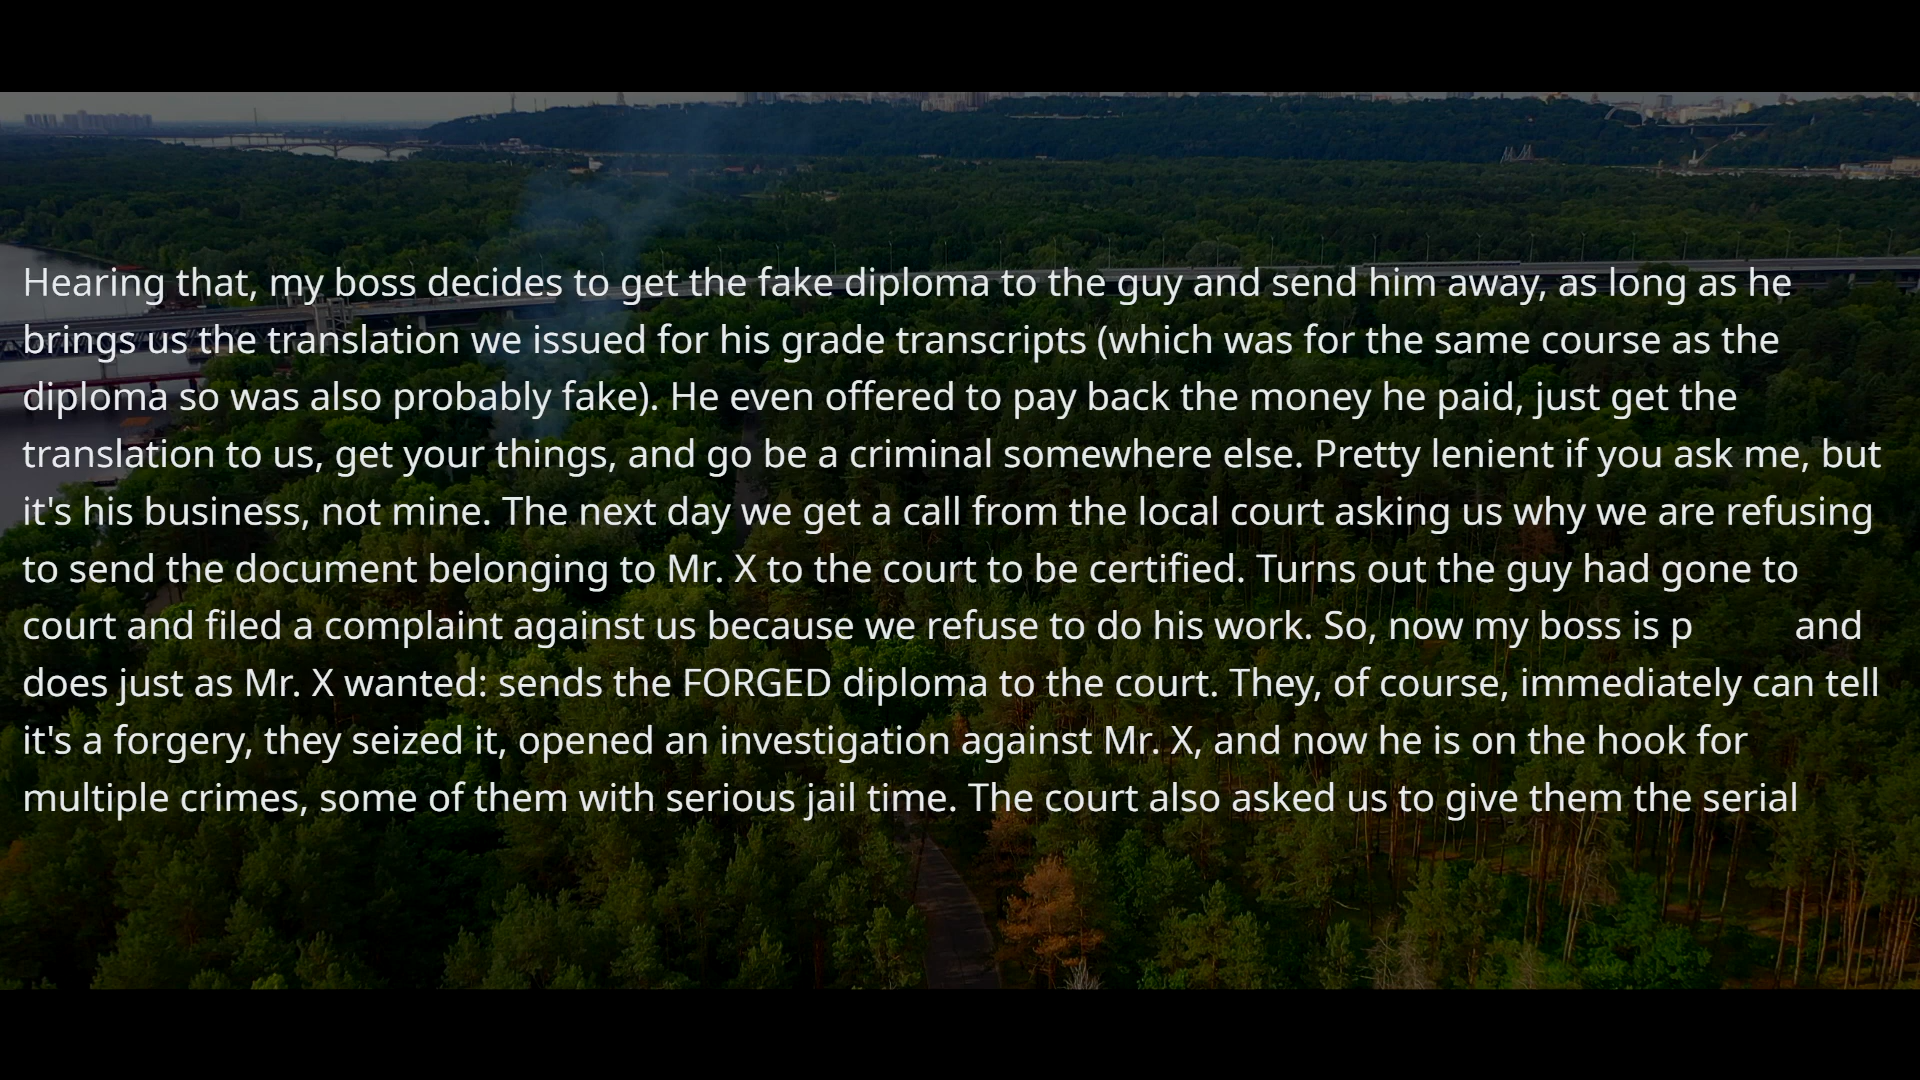 Hearing that, my boss decides to get the fake diploma to the guy and send him away, as long as he
brings us the translation we issued for his grade transcripts (which was for the same course as the
diploma so was also probably fake). He even offered to pay back the money he paid, just get the
translation to us, get your things, and go be a criminal somewhere else. Pretty lenient if you ask me, but
it's his business, not mine. The next day we get a call from the local court asking us why we are refusing
to send the document belonging to Mr. X to the court to be certified. Turns out the guy had gone to
court and filed a complaint against us because we refuse to do his work. So, now my boss is p and
does just as Mr. X wanted: sends the FORGED diploma to the court. They, of course, immediately can tell
it's a forgery, they seized it, opened an investigation against Mr. X, and now he is on the hook for
multiple crimes, some of them with serious jail time. The court also asked us to give them the serial